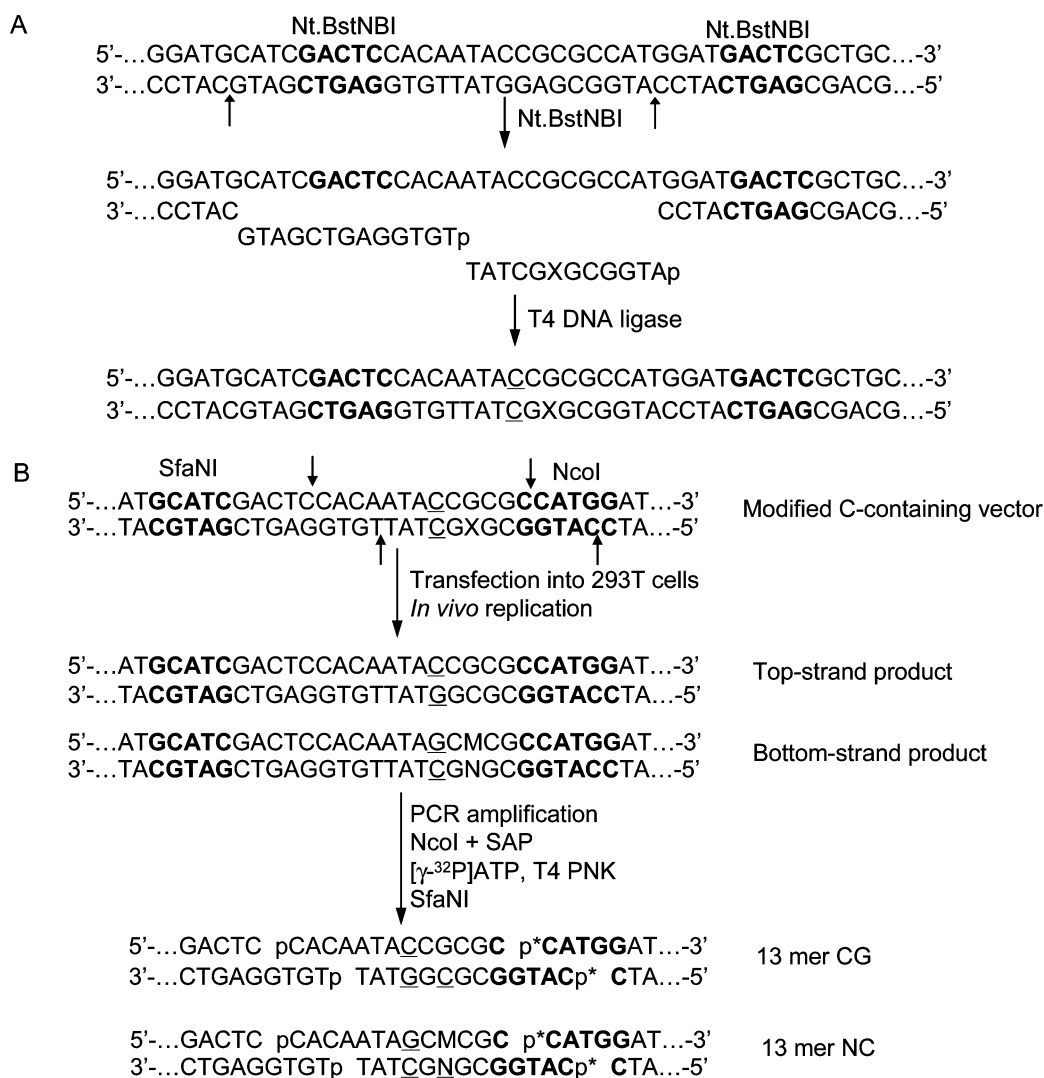 A
Nt.BstNBI Nt.BstNBI
5'-…GGATGCATCGACTCCACAATACCGCGCCATGGATGACTCGCTGC…-3'
3'-…CCTACGTAGCTGAGGTGTTATGGAGCGGTACCTACTGAGCGACG…-5'
Nt.BstNBI
5'-…GGATGCATCGACTCCACAATACCGCGCCATGGATGACTCGCTGC…-3'
3'-…CCTAC CCTACTGAGCGACG…-5'
GTAGCTGAGGTGTp
TATCGXGCGGTAp
T4 DNA ligase
5'-…GGATGCATCGACTCCACAATACCGCGCCATGGATGACTCGCTGC…-3'
3'-…CCTACGTAGCTGAGGTGTTATCGXGCGGTACCTACTGAGCGACG…-5'
B
SfaNI NcoI
5'-…ATGCATCGACTCCACAATACCGCGCCATGGAT…-3'
3'-…TACGTAGCTGAGGTGTTATCGXGCGGTACCTA…-5'
Modified C-containing vector
Transfection into 293T cells
In vivo replication
5'-…ATGCATCGACTCCACAATACCGCGCCATGGAT…-3'
3'-…TACGTAGCTGAGGTGTTATGGCGCGGTACCTA…-5'
Top-strand product
5'-…ATGCATCGACTCCACAATAGCMCGCCATGGAT…-3'
3'-…TACGTAGCTGAGGTGTTATCGNGCGGTACCTA…-5'
Bottom-strand product
PCR amplification
NcoI + SAP
[γ-³²P]ATP, T4 PNK
SfaNI
5'-…GACTC pCACAATACCGCGC p*CATGGAT…-3'
3'-…CTGAGGTGTp TATGGCGCGGTACp* CTA…-5'
13 mer CG
5'-…GACTC pCACAATAGCMCGC p*CATGGAT…-3'
3'-…CTGAGGTGTp TATCGNGCGGTACp* CTA…-5'
13 mer NC